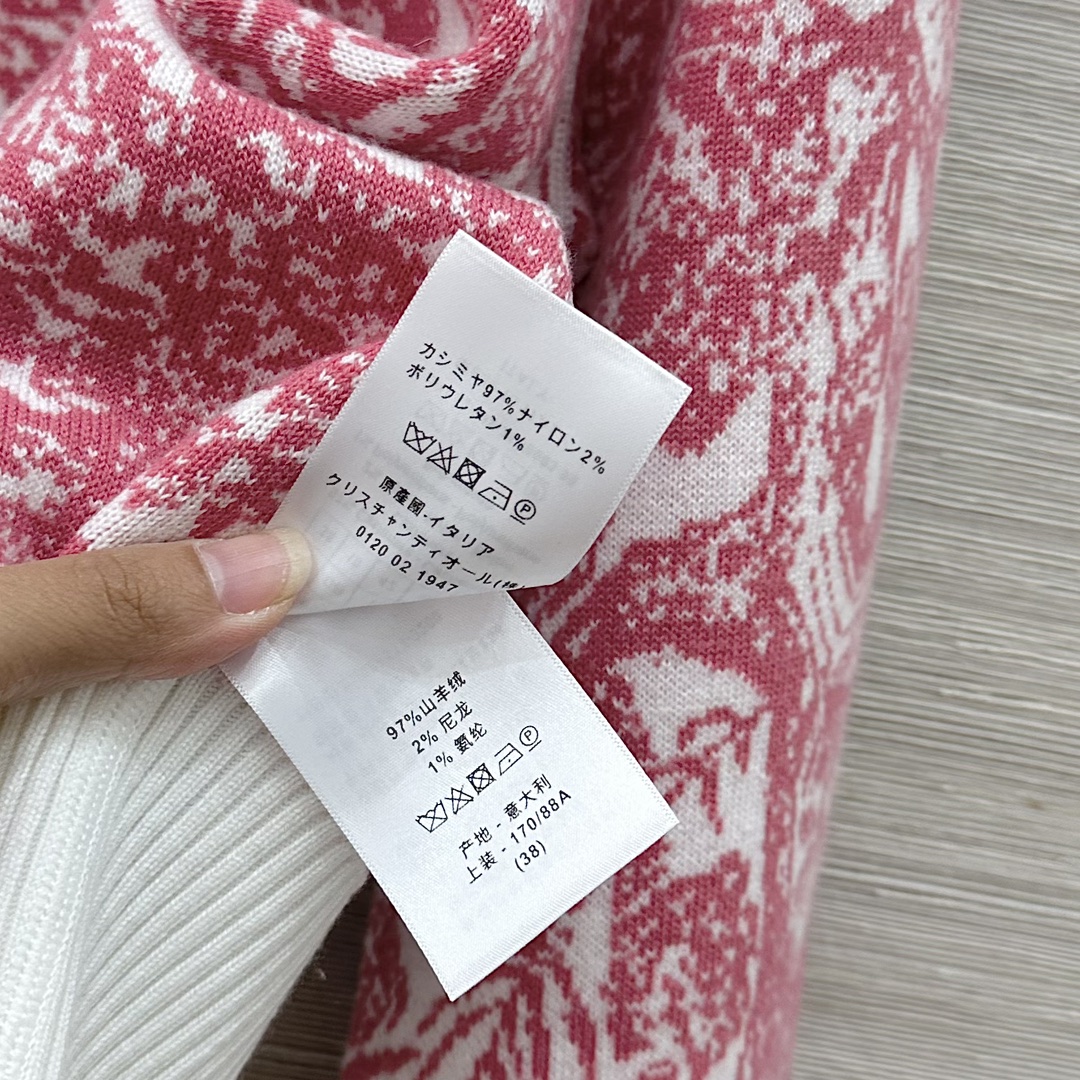 カシミヤ97%ナイロン2%
ポリウレタン1%
P
原産國-イタリア
クリスチャンディオール(株)
0120 02 1947
97%山羊绒
2% 尼龙
1% 氨纶
P
产地 - 意大利
上装 - 170/88A
(38)